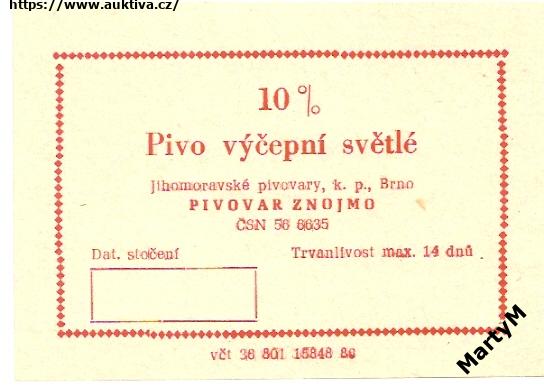 https://www.auktiva.cz/
10%
Pivo výčepní světlé
Jihomoravské pivovary, k. p., Brno
PIVOVAR ZNOJMO
ČSN 56 6635
Dat. stočení
Trvanlivost max. 14 dnů
včt 36 801 15848 86
MartyM